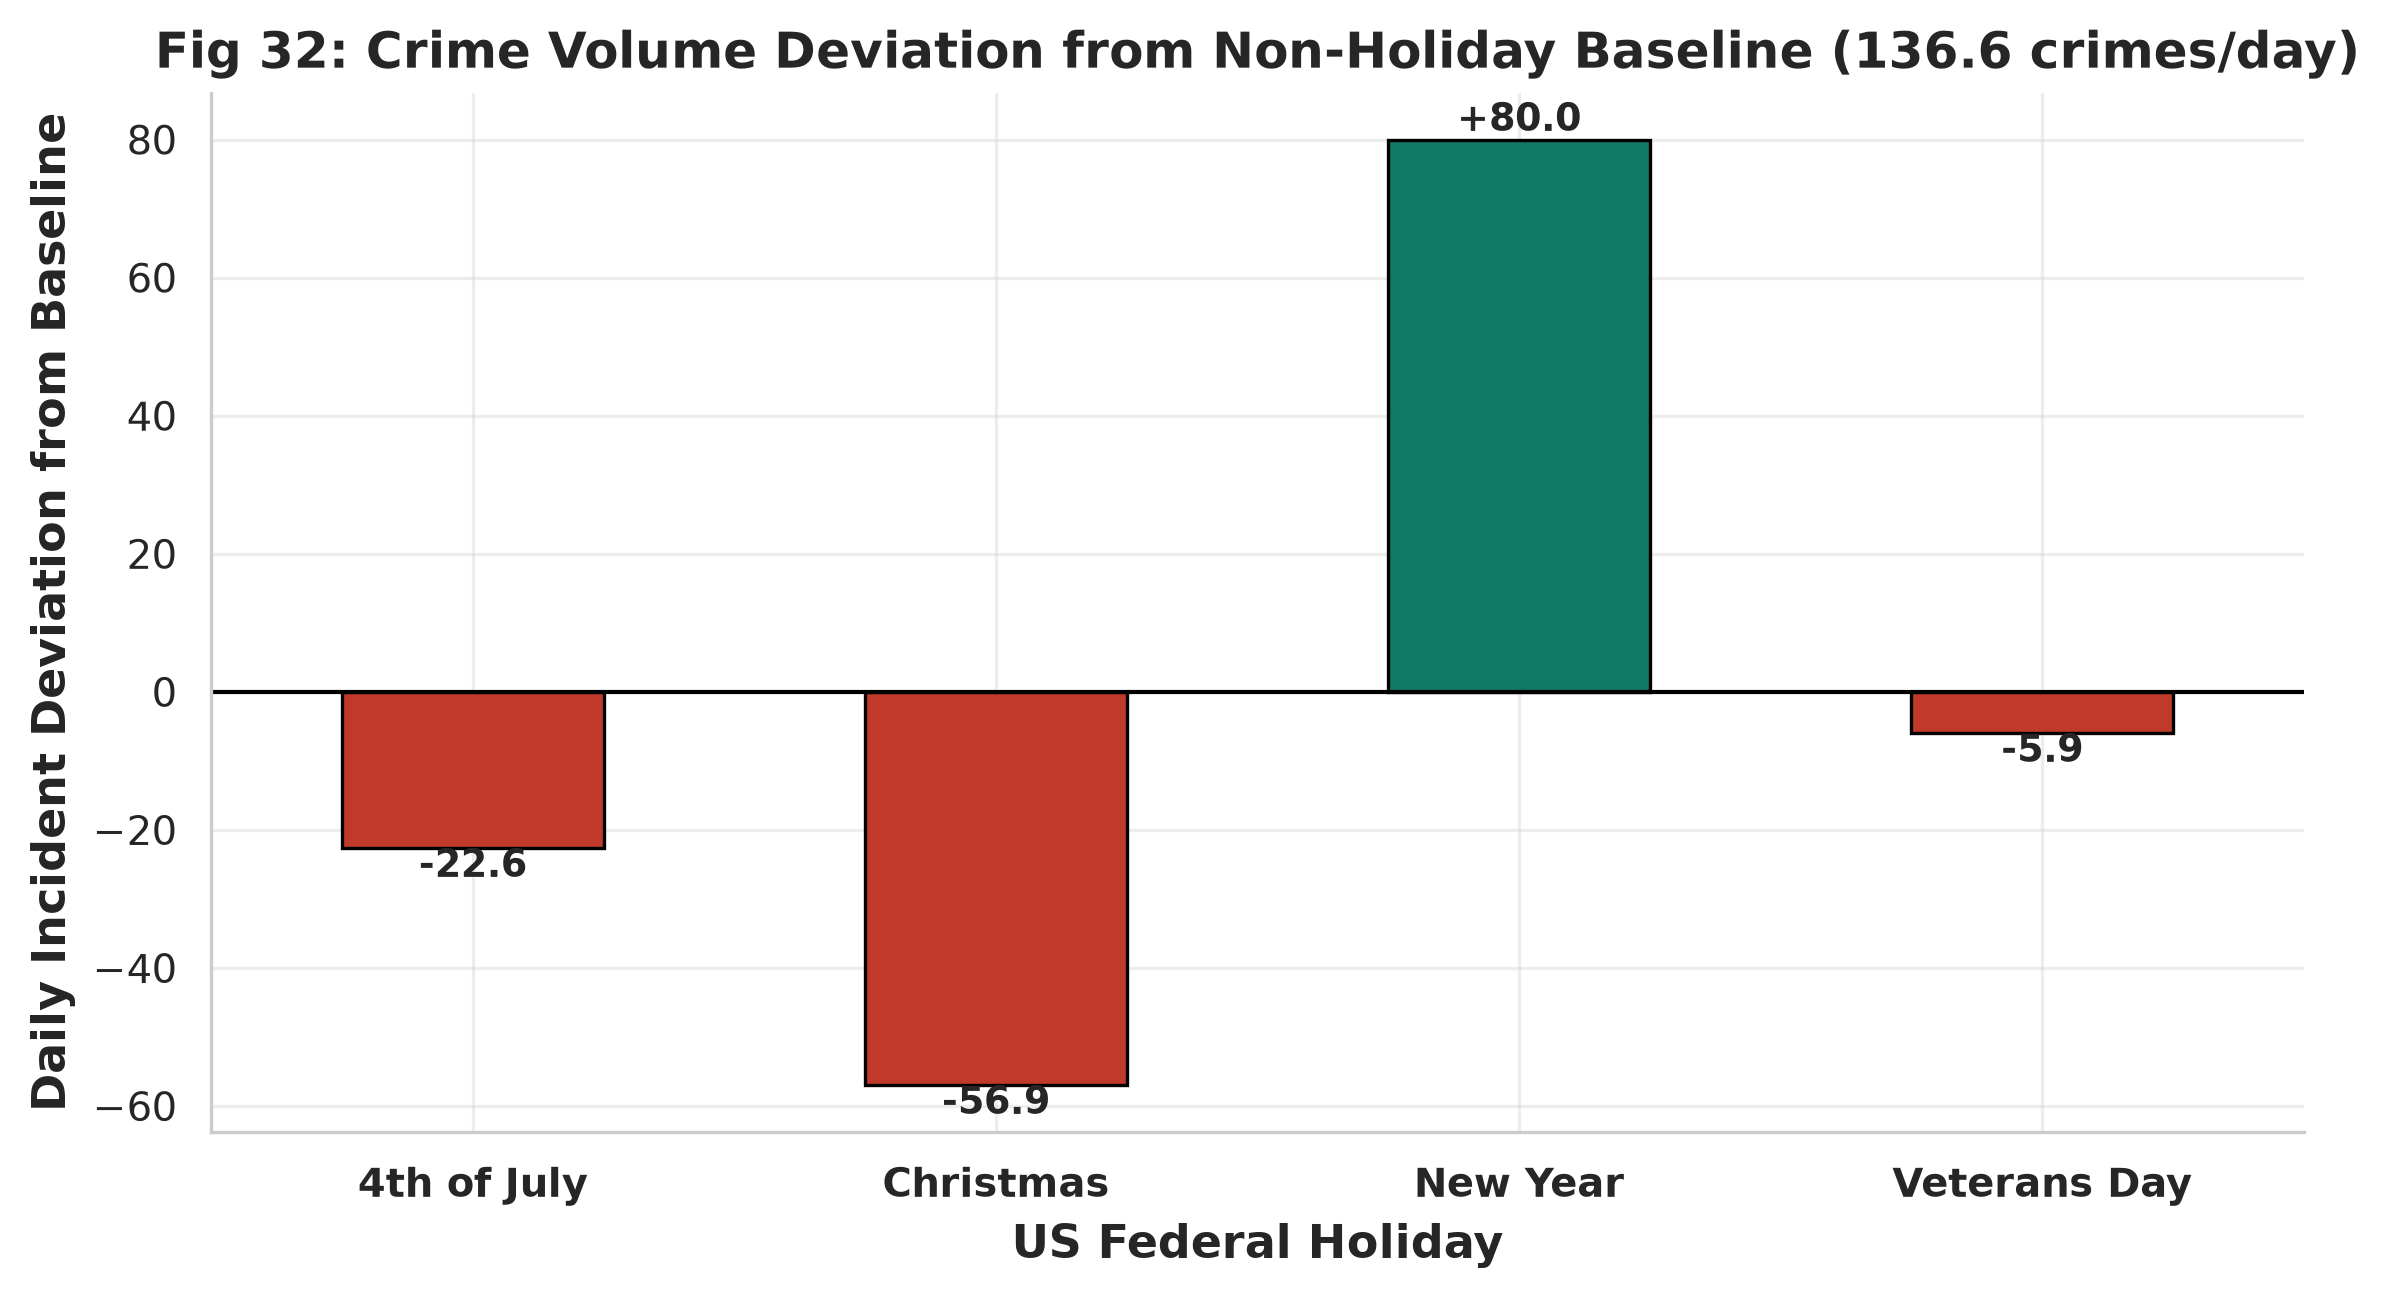 Fig 32: Crime Volume Deviation from Non-Holiday Baseline (136.6 crimes/day)
Daily Incident Deviation from Baseline
80
60
40
20
0
−20
−40
−60
+80.0
-22.6
-56.9
-5.9
4th of July
Christmas
New Year
Veterans Day
US Federal Holiday